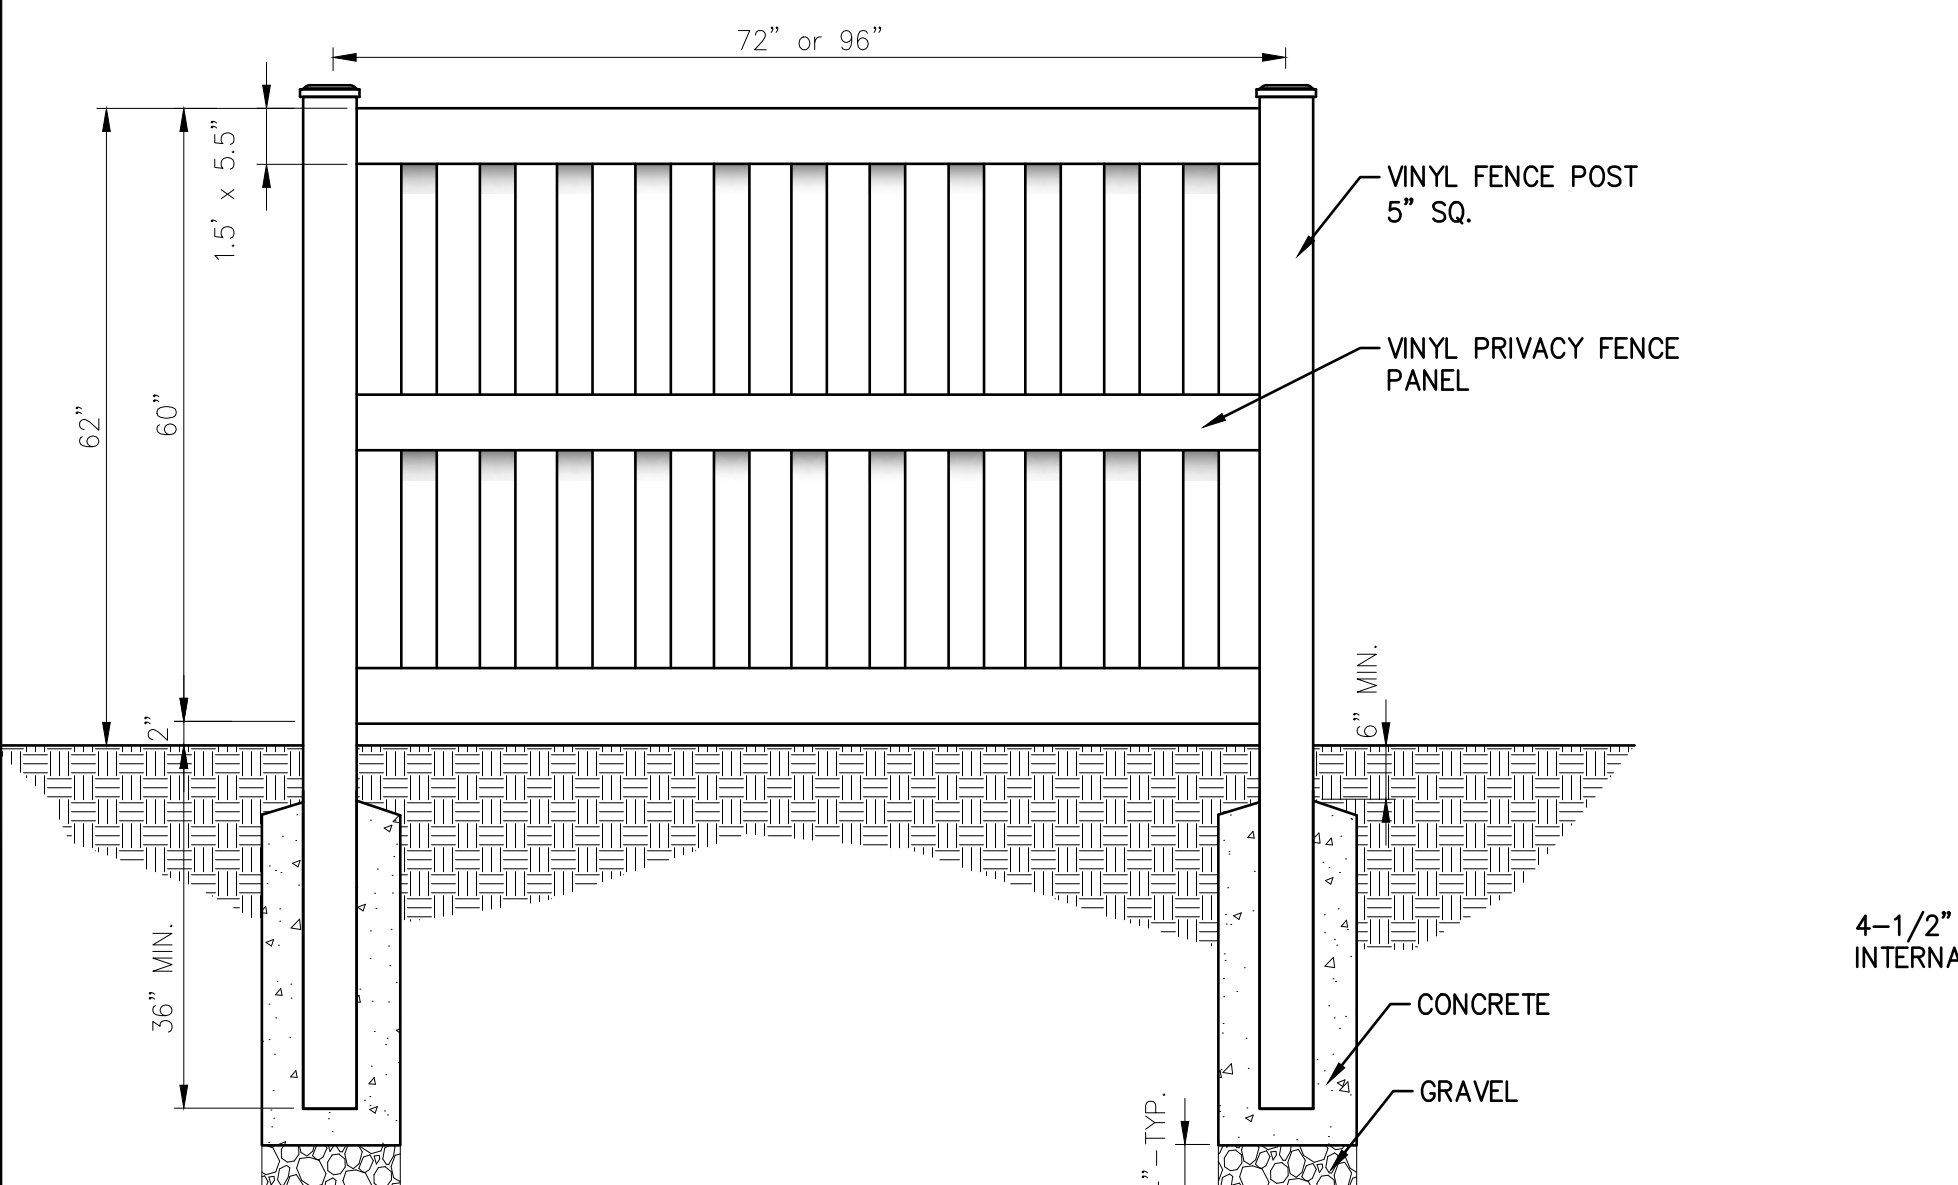 72” or 96”
1.5’ x 5.5”
VINYL FENCE POST
5” SQ.
VINYL PRIVACY FENCE
PANEL
62”
60”
2”
6” MIN.
36” MIN.
4-1/2”
CONCRETE
GRAVEL
”-TYP.